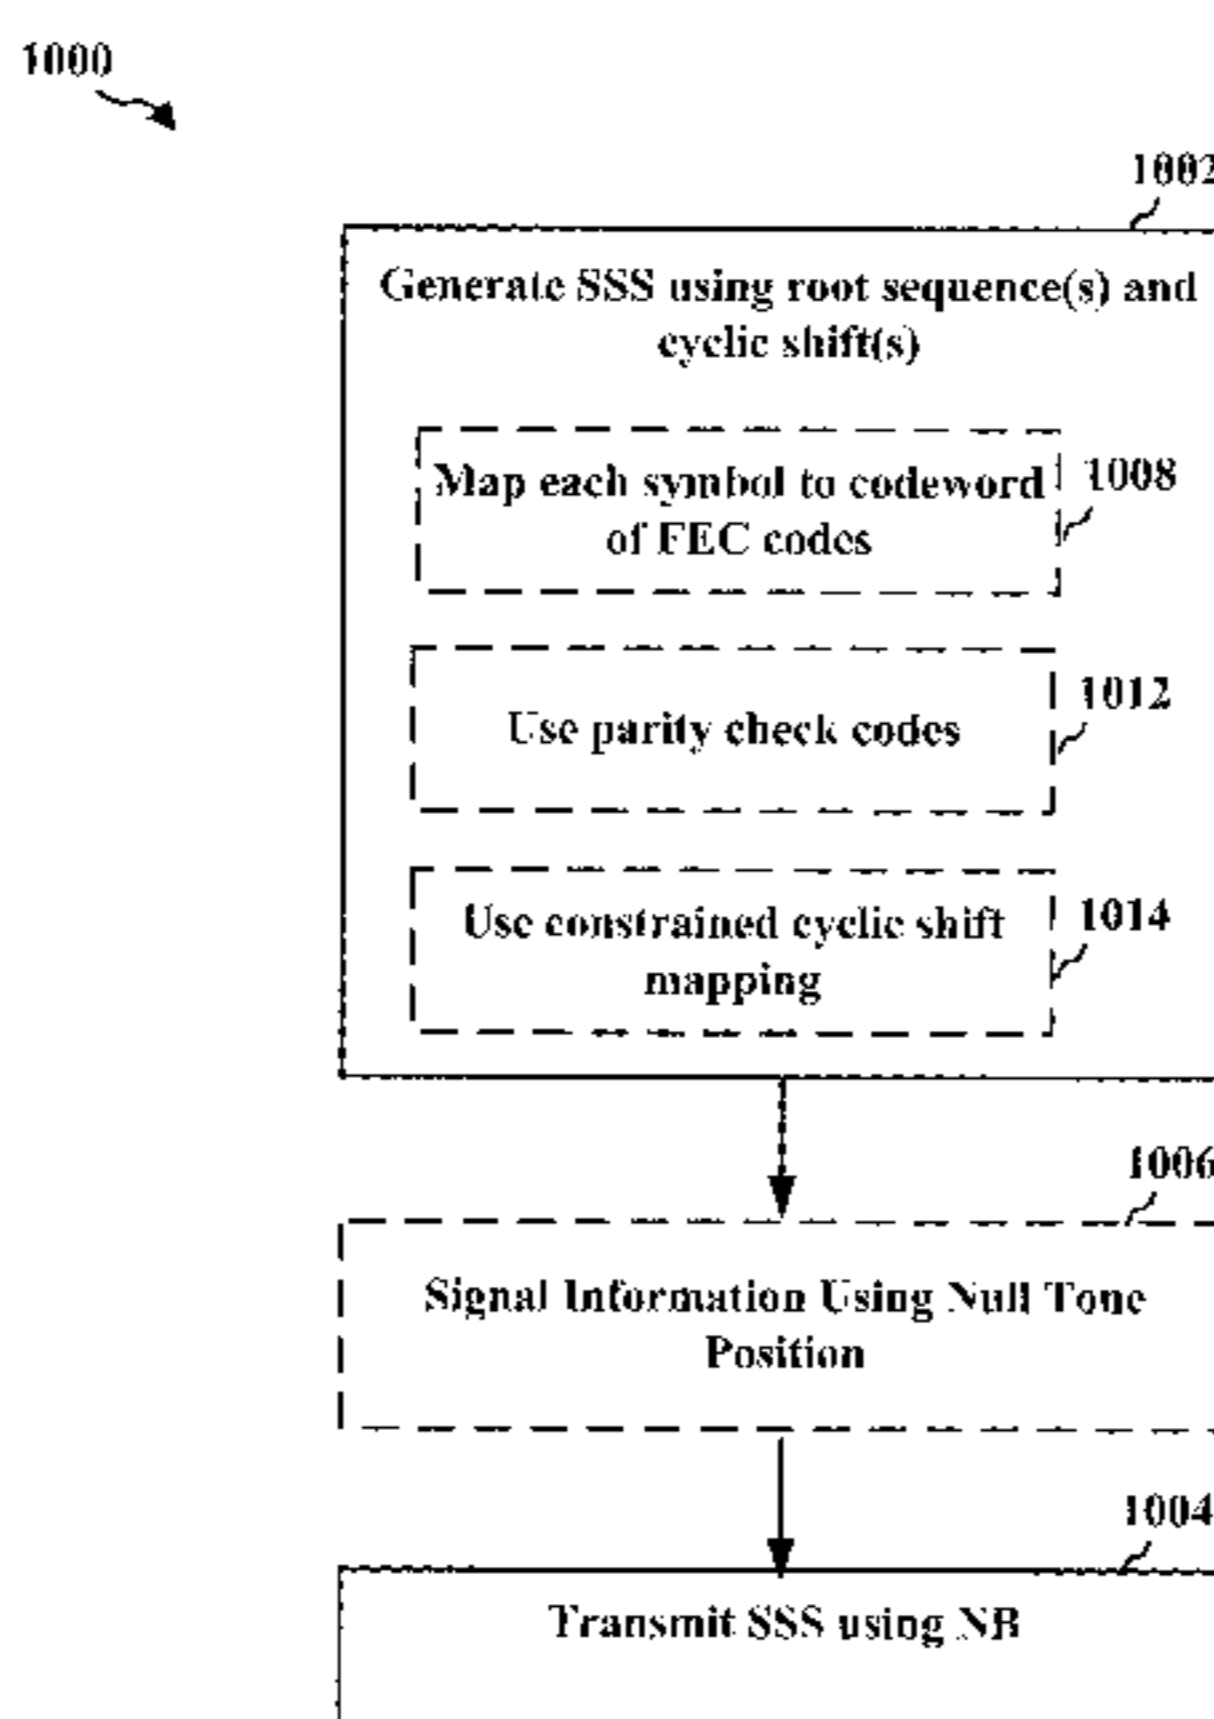 1000
1002
Generate SSS using root sequence(s) and
cyclic shift(s)
Map each symbol to codeword
of FEC codes
1008
Use parity check codes
1012
Use constrained cyclic shift
mapping
1014
1006
Signal Information Using Null Tone
Position
1004
Transmit SSS using NB